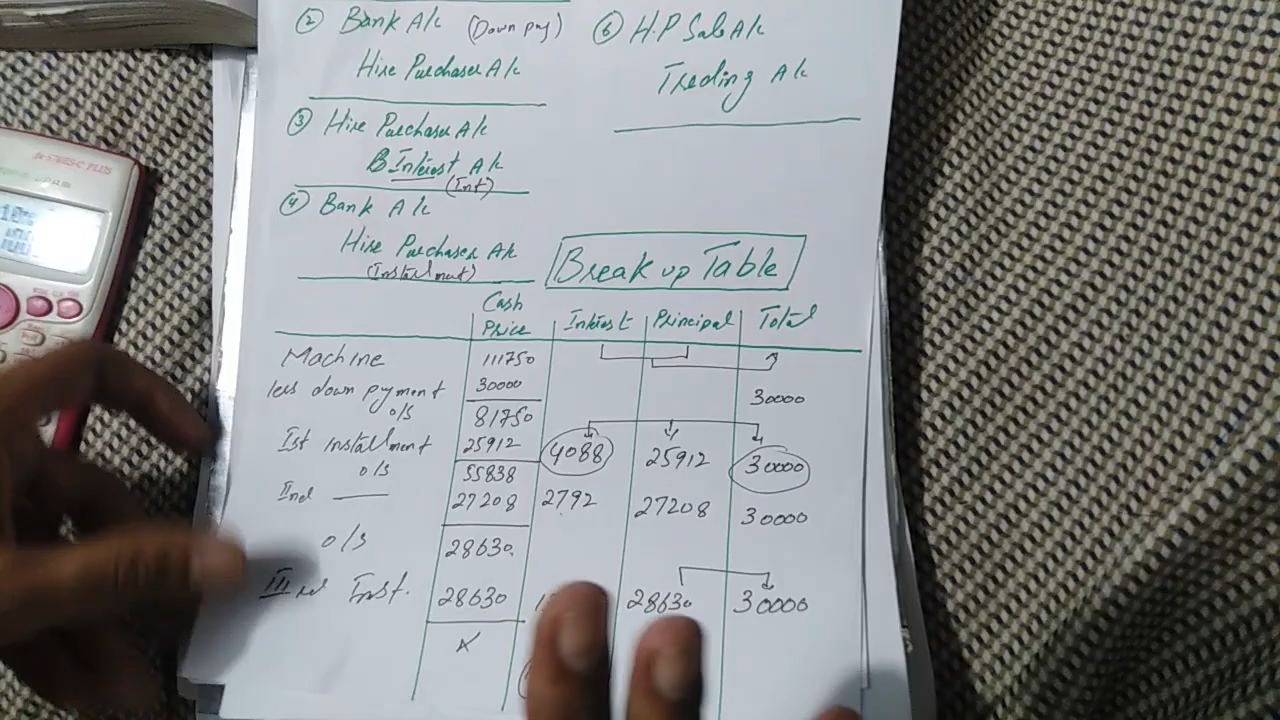 ② Bank A/c (Down pay)
Hire Purchaser A/c
③ Hire Purchaser A/c
Interest A/c
(Int)
④ Bank A/c
Hire Purchaser A/c
(Installment)
⑥ H.P Sale A/c
Trading A/c
Break up Table
Cash Price Interest Principal Total
Machine 111750
less down payment 30000 30000
o/s 81750
Ist installment 25912 4088 25912 30000
o/s 55838
IInd 27208 2792 27208 30000
o/s 28630
IIIrd Inst. 28630 28630 30000